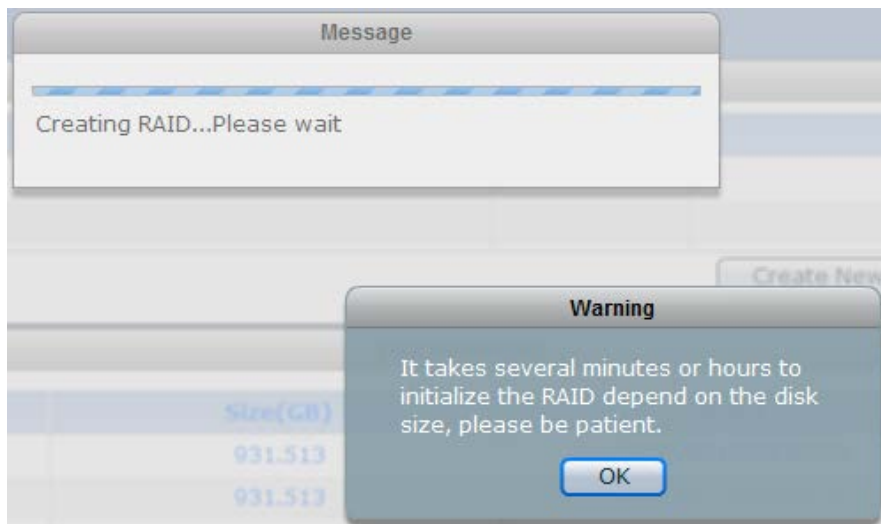 Message
Creating RAID...Please wait
Create New
Warning
It takes several minutes or hours to
initialize the RAID depend on the disk
size, please be patient.
OK
Size(GB)
931.513
931.513